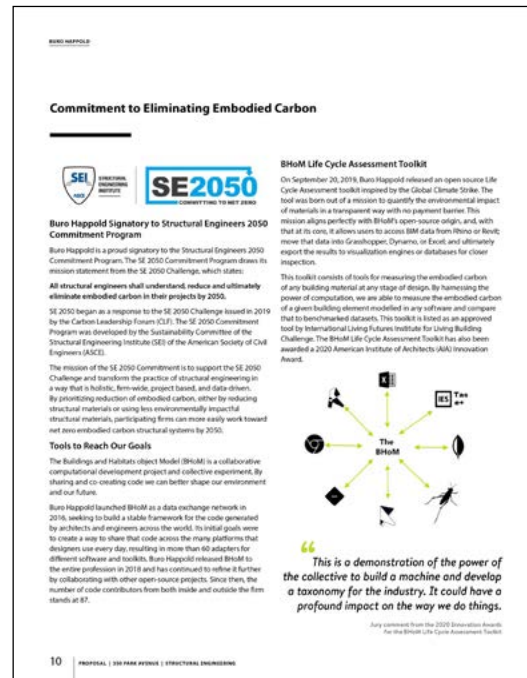 BURO HAPPOLD
Commitment to Eliminating Embodied Carbon
SEI
ASCE
STRUCTURAL
ENGINEERING
INSTITUTE
SE2050
COMMITTING TO NET ZERO
Buro Happold Signatory to Structural Engineers 2050
Commitment Program
Buro Happold is a proud signatory to the Structural Engineers 2050
Commitment Program. The SE 2050 Commitment Program draws its
mission statement from the SE 2050 Challenge, which states:
All structural engineers shall understand, reduce and ultimately
eliminate embodied carbon in their projects by 2050.
SE 2050 began as a response to the SE 2050 Challenge issued in 2019
by the Carbon Leadership Forum (CLF). The SE 2050 Commitment
Program was developed by the Sustainability Committee of the
Structural Engineering Institute (SEI) of the American Society of Civil
Engineers (ASCE).
The mission of the SE 2050 Commitment is to support the SE 2050
Challenge and transform the practice of structural engineering in
a way that is holistic, firm-wide, project based, and data-driven.
By prioritizing reduction of embodied carbon, either by reducing
structural materials or using less environmentally impactful
structural materials, participating firms can more easily work toward
net zero embodied carbon structural systems by 2050.
Tools to Reach Our Goals
The Buildings and Habitats object Model (BHoM) is a collaborative
computational development project and collective experiment. By
sharing and co-creating code we can better shape our environment
and our future.
Buro Happold launched BHoM as a data exchange network in
2016, seeking to build a stable framework for the code generated
by architects and engineers across the world. Its initial goals were
to create a way to share that code across the many platforms that
designers use every day, resulting in more than 60 adapters for
different software and toolkits. Buro Happold released BHoM to
the entire profession in 2018 and has continued to refine it further
by collaborating with other open-source projects. Since then, the
number of code contributors from both inside and outside the firm
stands at 87.
BHoM Life Cycle Assessment Toolkit
On September 20, 2019, Buro Happold released an open source Life
Cycle Assessment toolkit inspired by the Global Climate Strike. The
tool was born out of a mission to quantify the environmental impact
of materials in a transparent way with no payment barrier. This
mission aligns perfectly with BHoM's open-source origin, and, with
that at its core, it allows users to access BIM data from Rhino or Revit;
move that data into Grasshopper, Dynamo, or Excel; and ultimately
export the results to visualization engines or databases for closer
inspection.
This toolkit consists of tools for measuring the embodied carbon
of any building material at any stage of design. By harnessing the
power of computation, we are able to measure the embodied carbon
of a given building element modelled in any software and compare
that to benchmarked datasets. This toolkit is listed as an approved
tool by International Living Futures Institute for Living Building
Challenge. The BHoM Life Cycle Assessment Toolkit has also been
awarded a 2020 American Institute of Architects (AIA) Innovation
Award.
IES
Tas
The
BHoM
“
This is a demonstration of the power of
the collective to build a machine and develop
a taxonomy for the industry. It could have a
profound impact on the way we do things.
Jury comment from the 2020 Innovation Awards
for the BHoM Life Cycle Assessment Toolkit
10 PROPOSAL | 350 PARK AVENUE | STRUCTURAL ENGINEERING